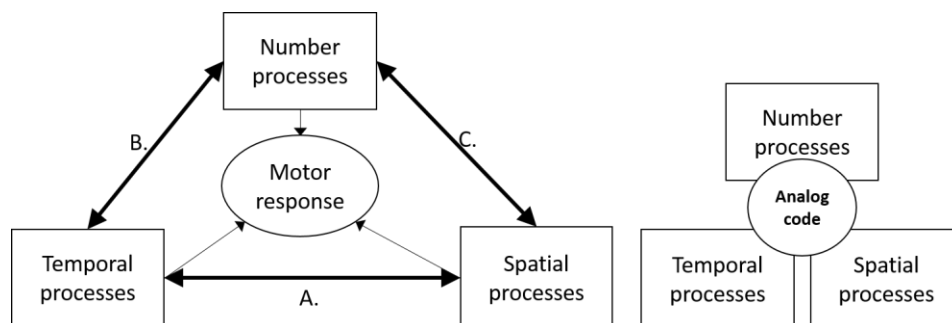 Number
processes
B.
C.
Motor
response
Temporal
processes
A.
Spatial
processes
Number
processes
Analog
code
Temporal
processes
Spatial
processes